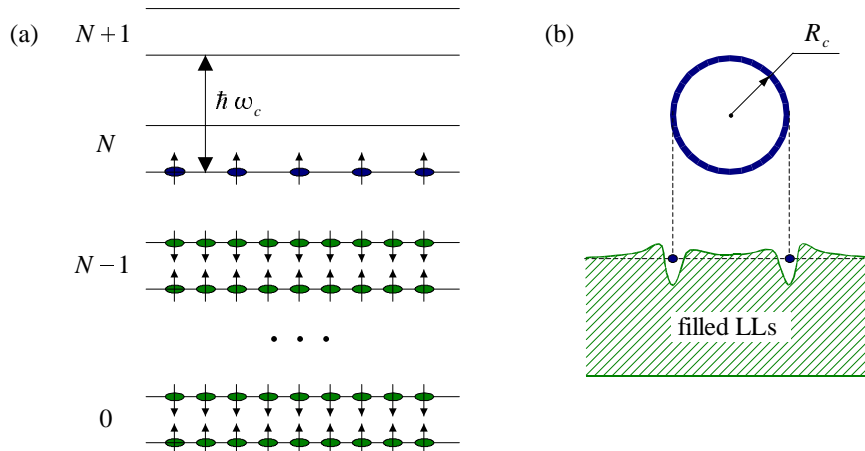 (a)
N+1
ħ ω_c
N
N−1
. . .
0
(b)
R_c
filled LLs